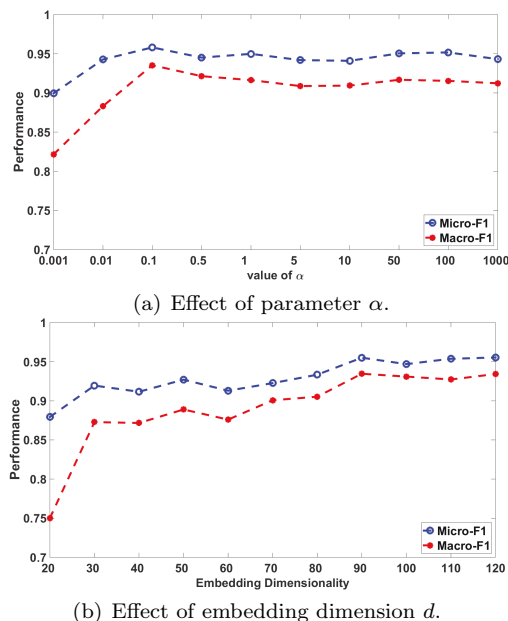 1
0.95
0.9
0.85
0.8
0.75
0.7
Performance
Micro-F1
Macro-F1
0.001 0.01 0.1 0.5 1 5 10 50 100 1000
value of α
(a) Effect of parameter α.
1
0.95
0.9
0.85
0.8
0.75
0.7
Performance
Micro-F1
Macro-F1
20 30 40 50 60 70 80 90 100 110 120
Embedding Dimensionality
(b) Effect of embedding dimension d.